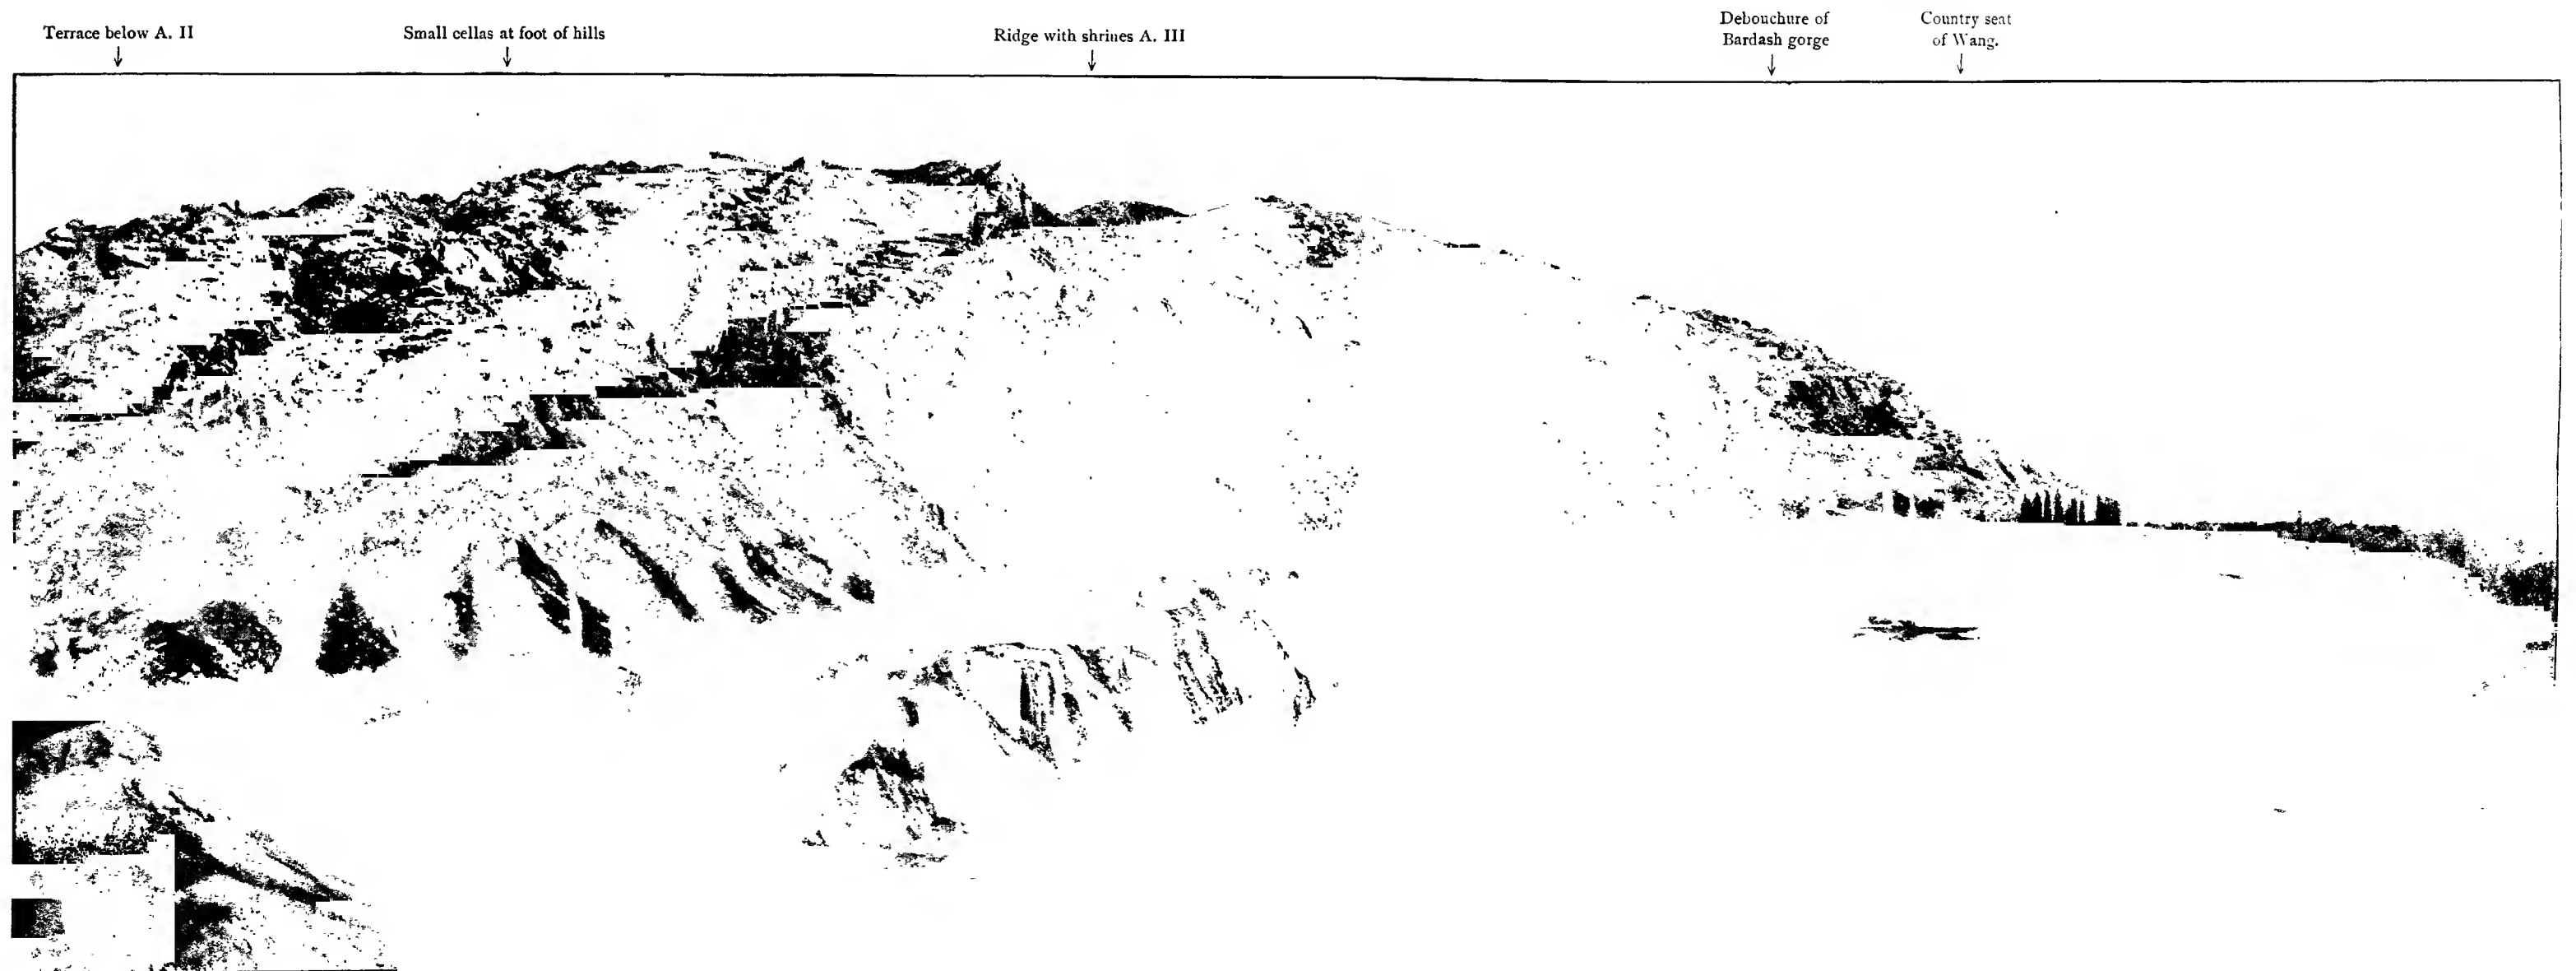 Terrace below A. II
Small cellas at foot of hills
Ridge with shrines A. III
Debouchure of
Bardash gorge
Country seat
of Wang.